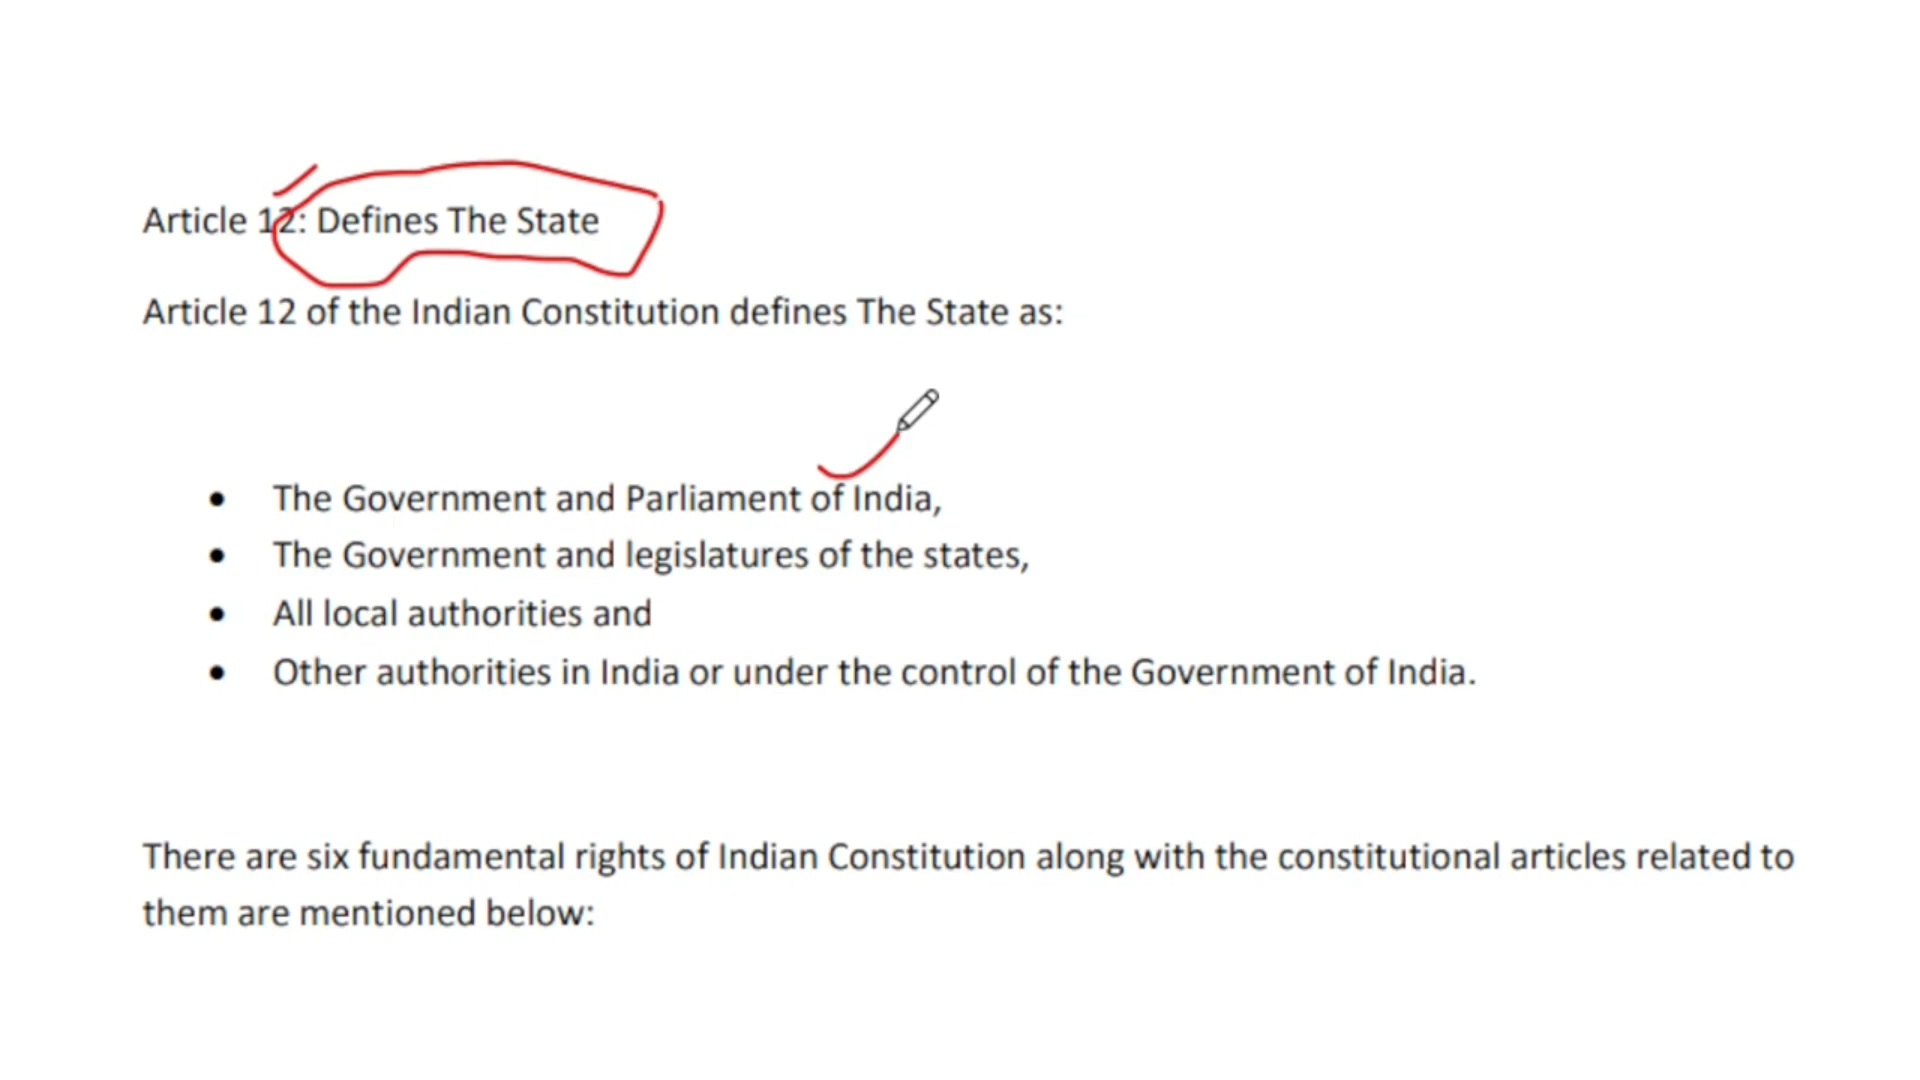 Article 12: Defines The State
Article 12 of the Indian Constitution defines The State as:
• The Government and Parliament of India,
• The Government and legislatures of the states,
• All local authorities and
• Other authorities in India or under the control of the Government of India.
There are six fundamental rights of Indian Constitution along with the constitutional articles related to
them are mentioned below: